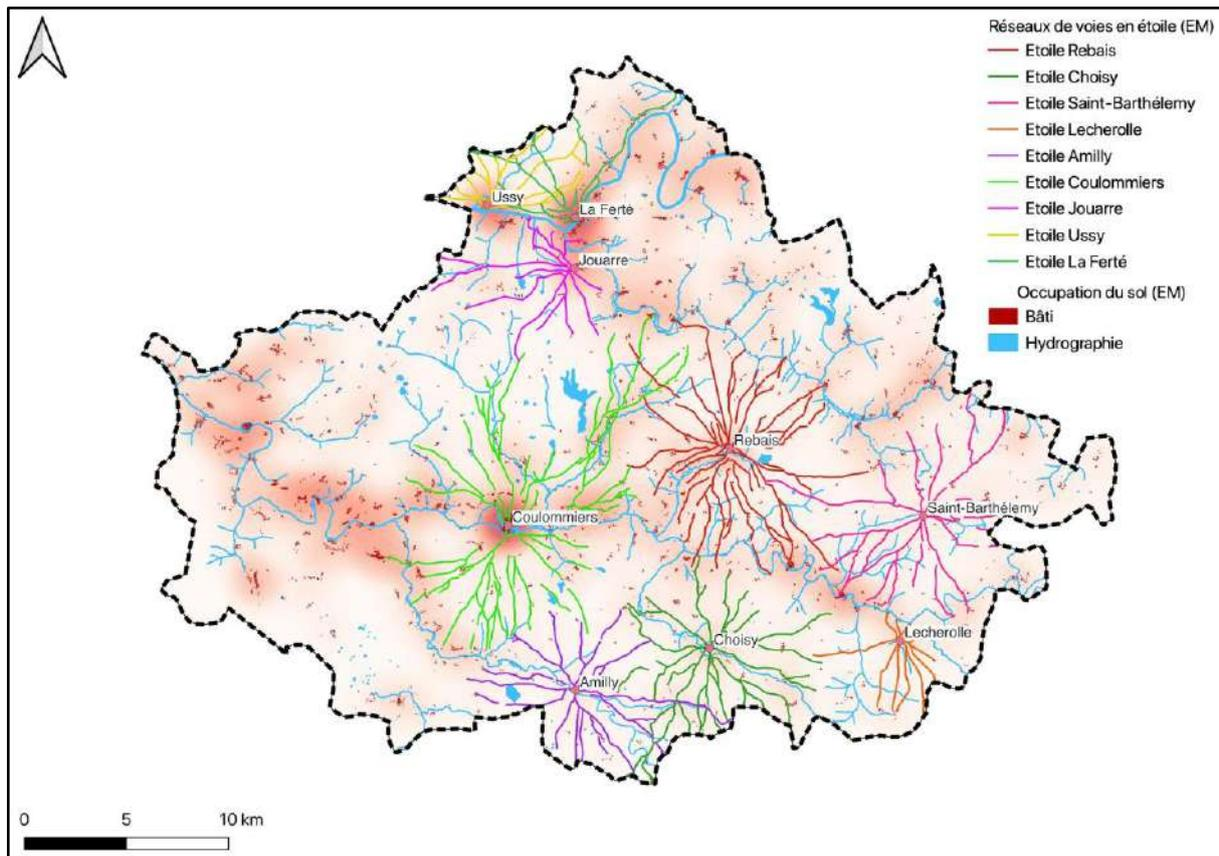 Réseaux de voies en étoile (EM)
Etoile Rebais
Etoile Choisy
Etoile Saint-Barthélemy
Etoile Lecherolle
Etoile Amilly
Etoile Coulommiers
Etoile Jouarre
Etoile Ussy
Etoile La Ferté
Occupation du sol (EM)
Bâti
Hydrographie
Ussy
La Ferté
Jouarre
Rebais
Coulommiers
Saint-Barthélemy
Lecherolle
Choisy
Amilly
0 5 10 km